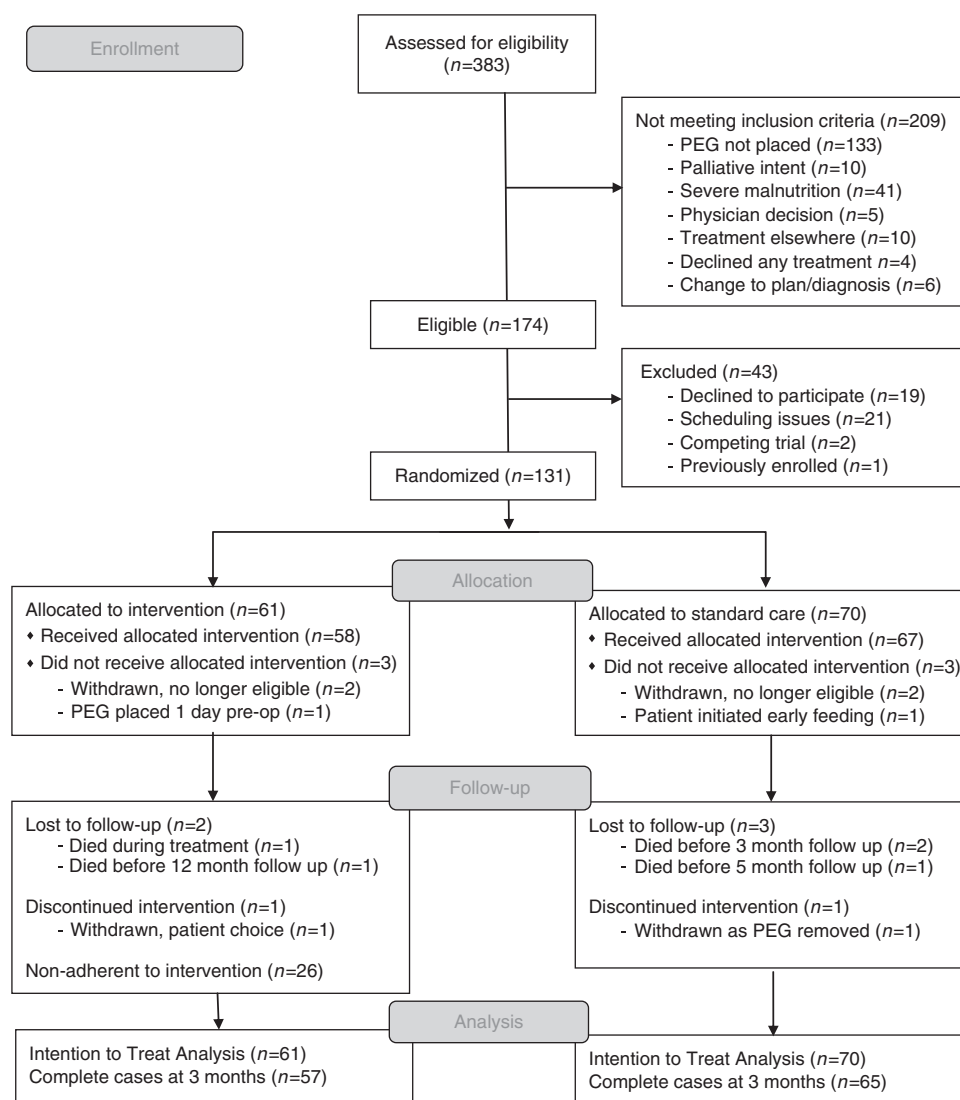 Enrollment
Assessed for eligibility
(n=383)
Not meeting inclusion criteria (n=209)
- PEG not placed (n=133)
- Palliative intent (n=10)
- Severe malnutrition (n=41)
- Physician decision (n=5)
- Treatment elsewhere (n=10)
- Declined any treatment n=4)
- Change to plan/diagnosis (n=6)
Eligible (n=174)
Excluded (n=43)
- Declined to participate (n=19)
- Scheduling issues (n=21)
- Competing trial (n=2)
- Previously enrolled (n=1)
Randomized (n=131)
Allocation
Allocated to intervention (n=61)
♦ Received allocated intervention (n=58)
♦ Did not receive allocated intervention (n=3)
- Withdrawn, no longer eligible (n=2)
- PEG placed 1 day pre-op (n=1)
Allocated to standard care (n=70)
♦ Received allocated intervention (n=67)
♦ Did not receive allocated intervention (n=3)
- Withdrawn, no longer eligible (n=2)
- Patient initiated early feeding (n=1)
Follow-up
Lost to follow-up (n=2)
- Died during treatment (n=1)
- Died before 12 month follow up (n=1)
Discontinued intervention (n=1)
- Withdrawn, patient choice (n=1)
Non-adherent to intervention (n=26)
Lost to follow-up (n=3)
- Died before 3 month follow up (n=2)
- Died before 5 month follow up (n=1)
Discontinued intervention (n=1)
- Withdrawn as PEG removed (n=1)
Analysis
Intention to Treat Analysis (n=61)
Complete cases at 3 months (n=57)
Intention to Treat Analysis (n=70)
Complete cases at 3 months (n=65)